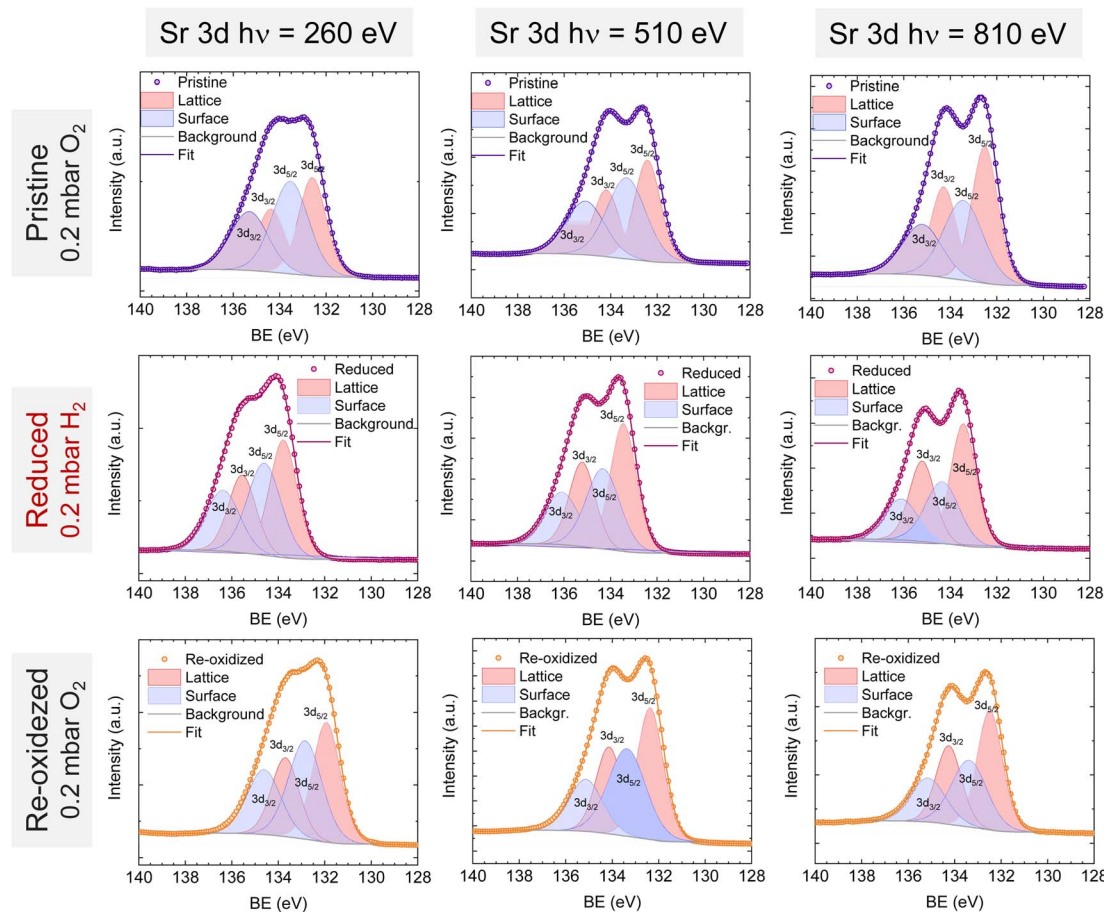 Sr 3d hν = 260 eV
Sr 3d hν = 510 eV
Sr 3d hν = 810 eV
Pristine
0.2 mbar O₂
Pristine
Lattice
Surface
Background
Fit
3d₃/₂
3d₃/₂
3d₅/₂
3d₅/₂
Intensity (a.u.)
140 138 136 134 132 130 128
BE (eV)
Pristine
Lattice
Surface
Background
Fit
3d₃/₂
3d₃/₂
3d₅/₂
3d₅/₂
Intensity (a.u.)
140 138 136 134 132 130 128
BE (eV)
Pristine
Lattice
Surface
Background
Fit
3d₃/₂
3d₃/₂
3d₅/₂
3d₅/₂
Intensity (a.u.)
140 138 136 134 132 130 128
BE (eV)
Reduced
0.2 mbar H₂
Reduced
Lattice
Surface
Background
Fit
3d₃/₂
3d₃/₂
3d₅/₂
3d₅/₂
Intensity (a.u.)
140 138 136 134 132 130 128
BE (eV)
Reduced
Lattice
Surface
Backgr.
Fit
3d₃/₂
3d₃/₂
3d₅/₂
3d₅/₂
Intensity (a.u.)
140 138 136 134 132 130 128
BE (eV)
Reduced
Lattice
Surface
Backgr.
Fit
3d₃/₂
3d₃/₂
3d₅/₂
3d₅/₂
Intensity (a.u.)
140 138 136 134 132 130 128
BE (eV)
Re-oxidezed
0.2 mbar O₂
Re-oxidized
Lattice
Surface
Background
Fit
3d₃/₂
3d₃/₂
3d₅/₂
3d₅/₂
Intensity (a.u.)
140 138 136 134 132 130 128
BE (eV)
Re-oxidized
Lattice
Surface
Backgr.
Fit
3d₃/₂
3d₃/₂
3d₅/₂
3d₅/₂
Intensity (a.u.)
140 138 136 134 132 130 128
BE (eV)
Re-oxidized
Lattice
Surface
Backgr.
Fit
3d₃/₂
3d₃/₂
3d₅/₂
3d₅/₂
Intensity (a.u.)
140 138 136 134 132 130 128
BE (eV)